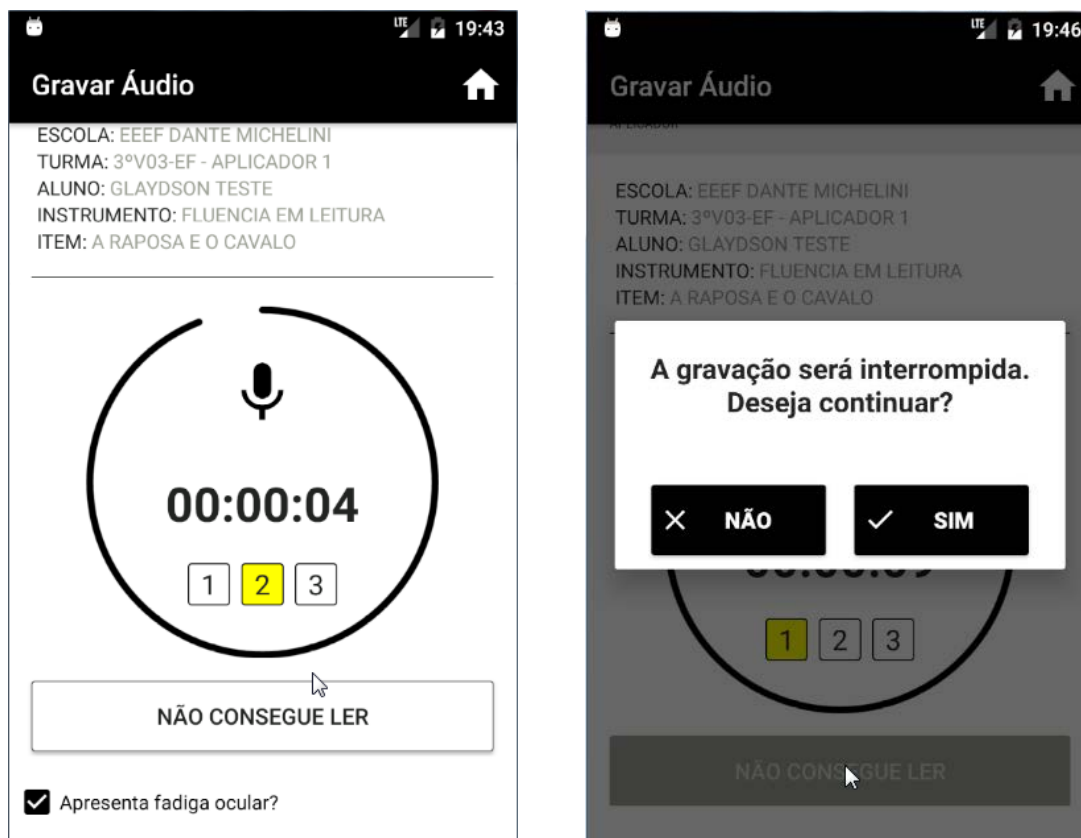 LTE 19:43
Gravar Áudio
ESCOLA: EEEF DANTE MICHELINI
TURMA: 3ºV03-EF - APLICADOR 1
ALUNO: GLAYDSON TESTE
INSTRUMENTO: FLUENCIA EM LEITURA
ITEM: A RAPOSA E O CAVALO
00:00:04
1 2 3
NÃO CONSEGUE LER
Apresenta fadiga ocular?
LTE 19:46
Gravar Áudio
APLICADOR
ESCOLA: EEEF DANTE MICHELINI
TURMA: 3ºV03-EF - APLICADOR 1
ALUNO: GLAYDSON TESTE
INSTRUMENTO: FLUENCIA EM LEITURA
ITEM: A RAPOSA E O CAVALO
A gravação será interrompida.
Deseja continuar?
NÃO SIM
1 2 3
NÃO CONSEGUE LER